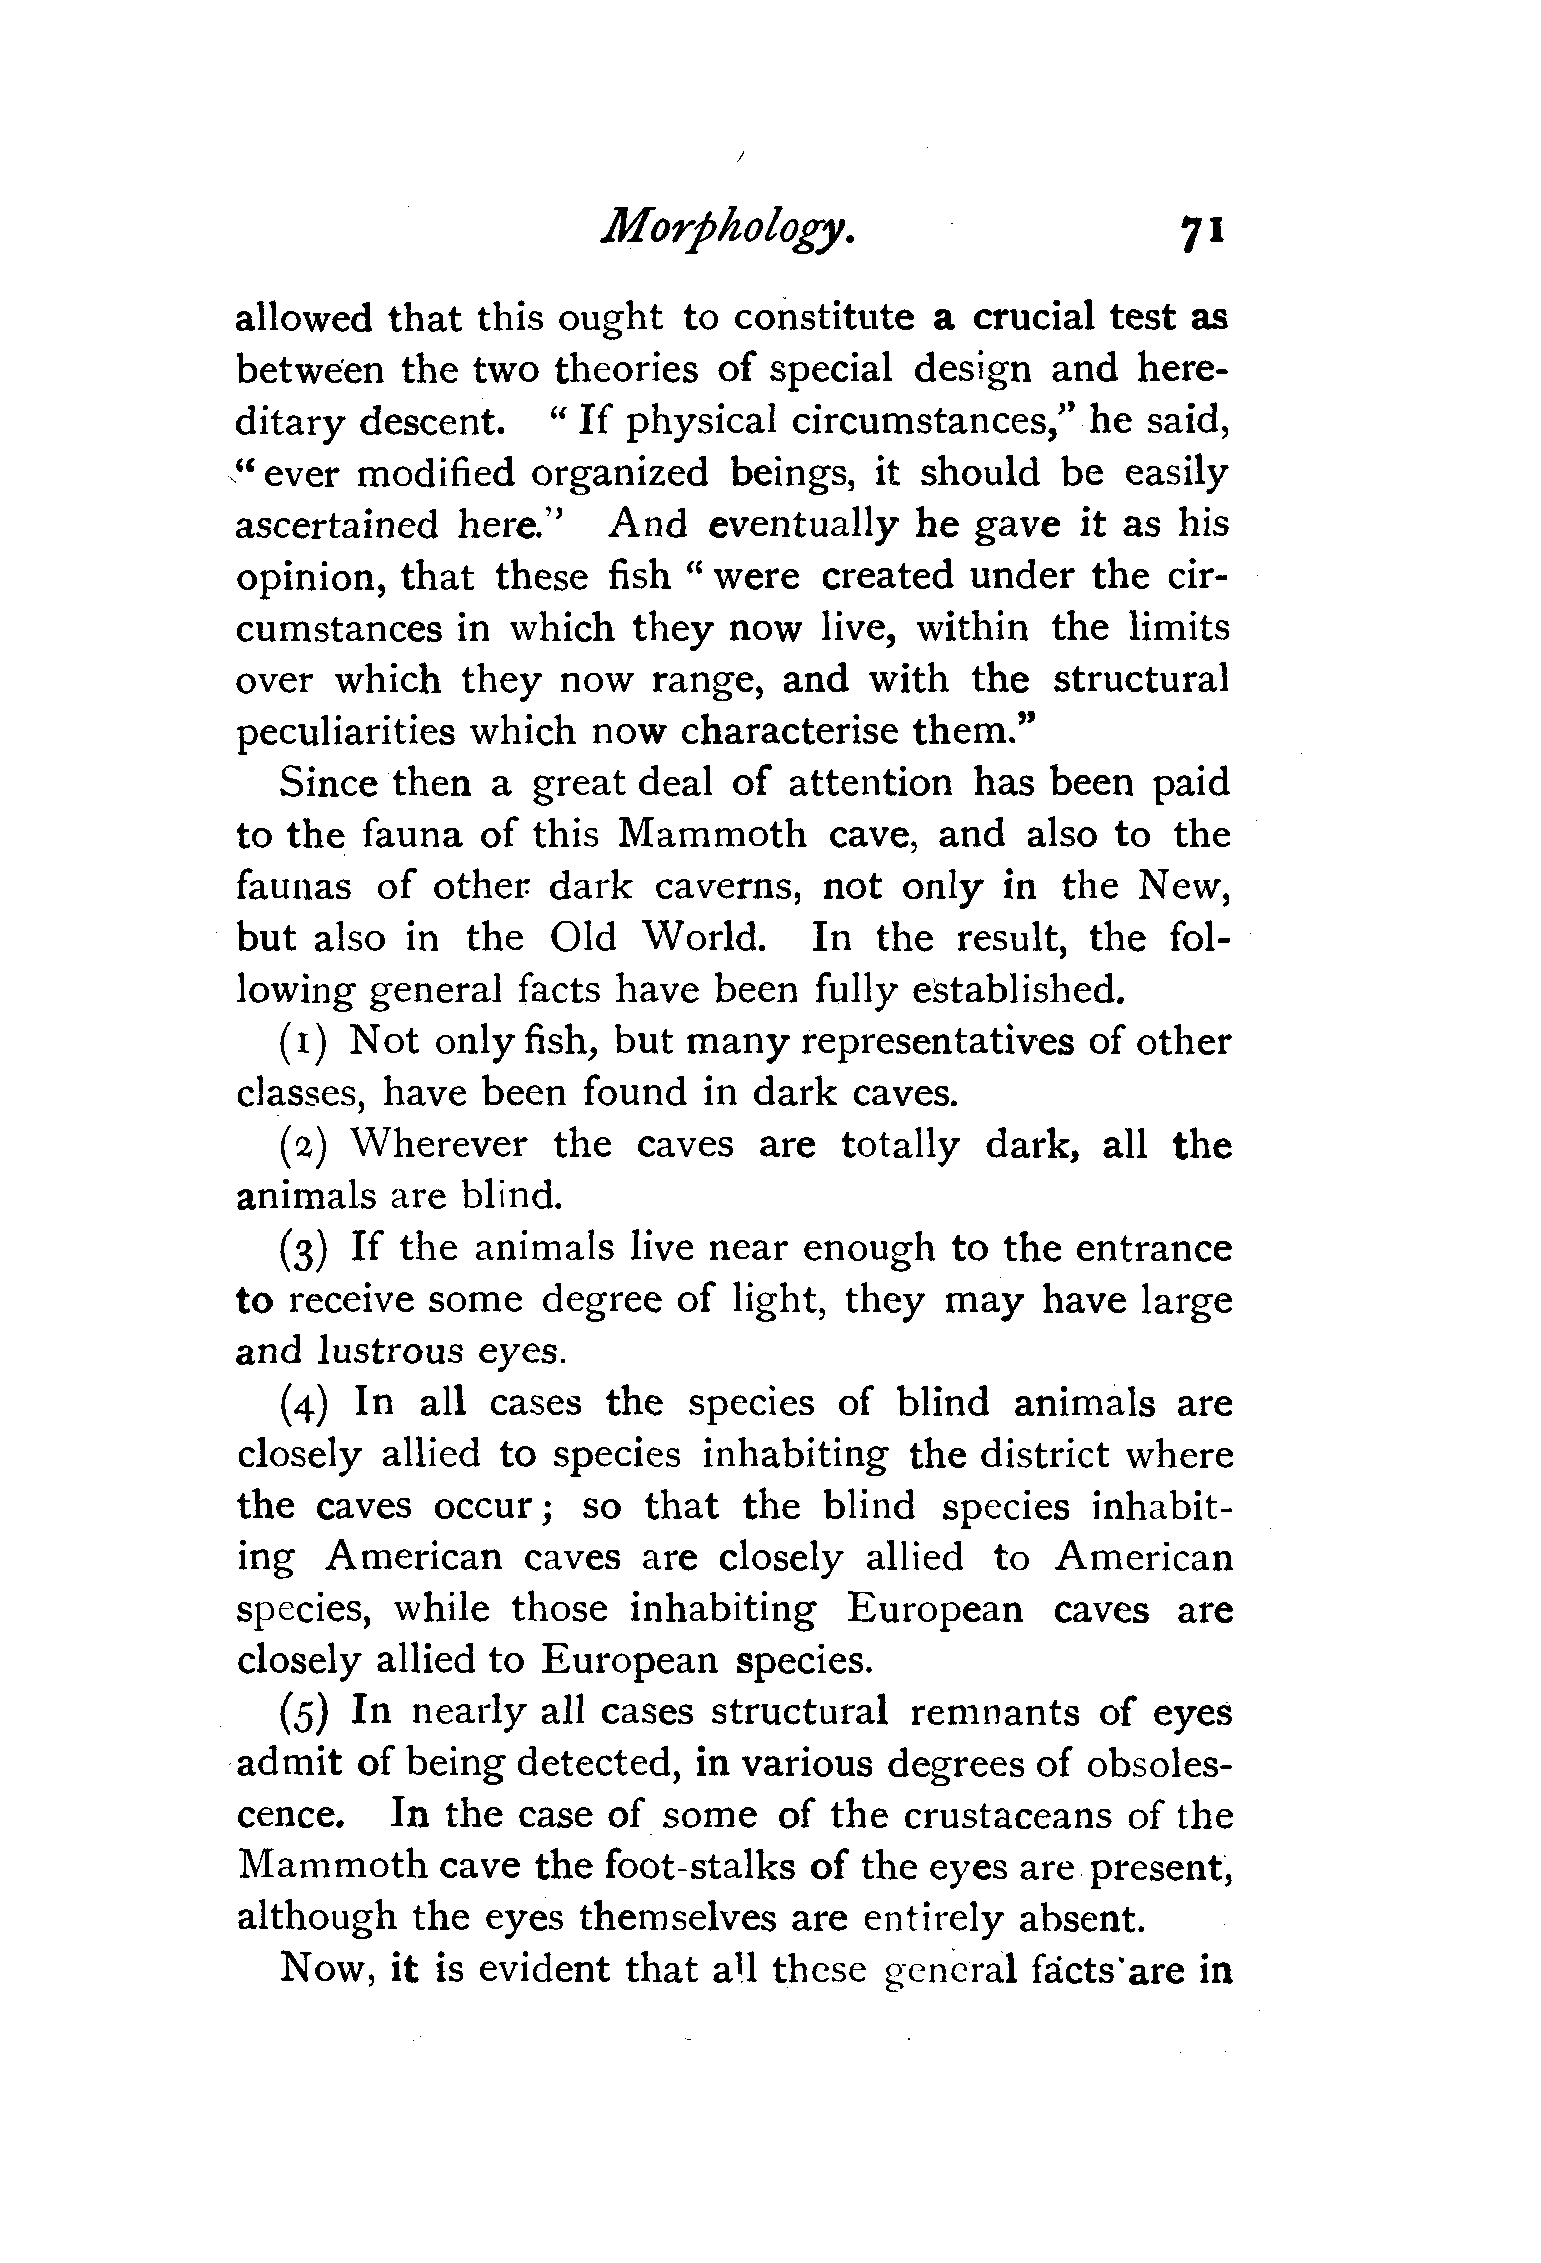 Morphology. 71
allowed that this ought to constitute a crucial test as
between the two theories of special design and here-
ditary descent. “ If physical circumstances,” he said,
“ ever modified organized beings, it should be easily
ascertained here.” And eventually he gave it as his
opinion, that these fish “ were created under the cir-
cumstances in which they now live, within the limits
over which they now range, and with the structural
peculiarities which now characterise them.”
Since then a great deal of attention has been paid
to the fauna of this Mammoth cave, and also to the
faunas of other dark caverns, not only in the New,
but also in the Old World. In the result, the fol-
lowing general facts have been fully established.
(1) Not only fish, but many representatives of other
classes, have been found in dark caves.
(2) Wherever the caves are totally dark, all the
animals are blind.
(3) If the animals live near enough to the entrance
to receive some degree of light, they may have large
and lustrous eyes.
(4) In all cases the species of blind animals are
closely allied to species inhabiting the district where
the caves occur ; so that the blind species inhabit-
ing American caves are closely allied to American
species, while those inhabiting European caves are
closely allied to European species.
(5) In nearly all cases structural remnants of eyes
admit of being detected, in various degrees of obsoles-
cence. In the case of some of the crustaceans of the
Mammoth cave the foot-stalks of the eyes are present,
although the eyes themselves are entirely absent.
Now, it is evident that all these general facts are in